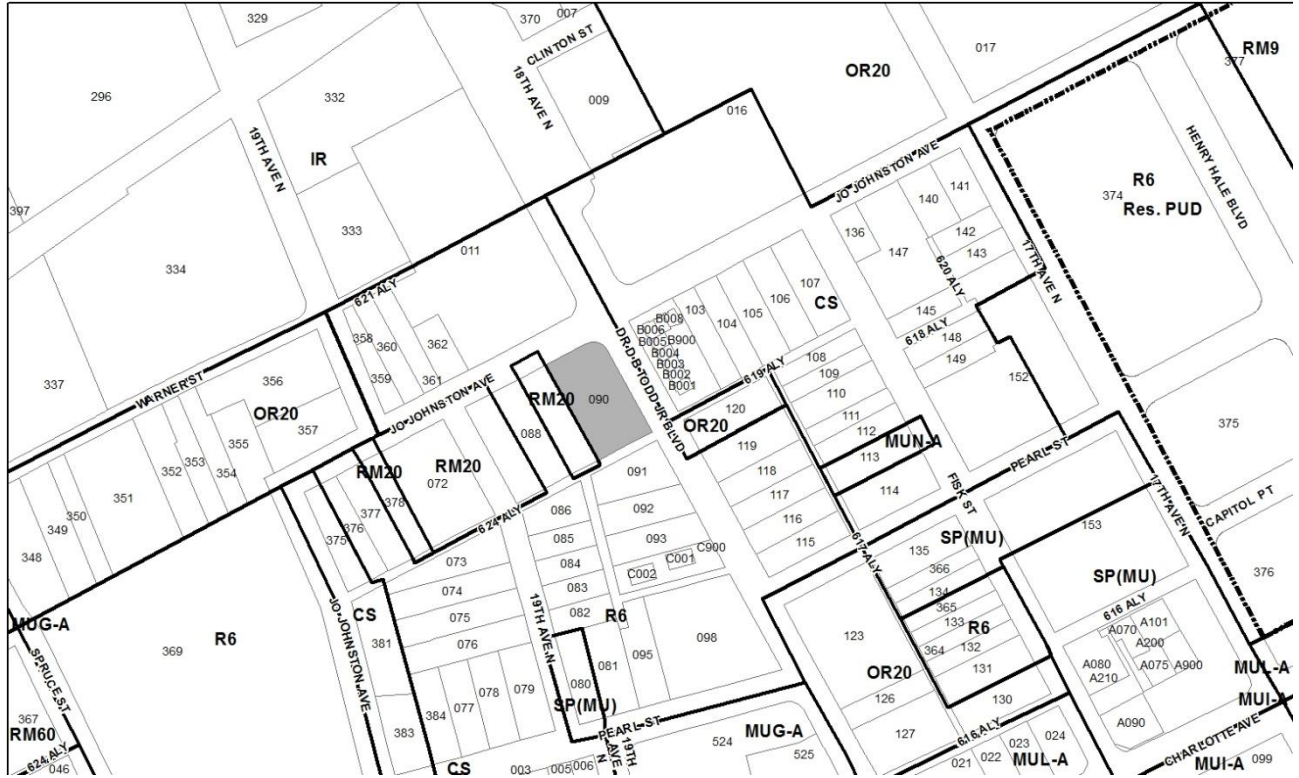 329
370
007
CLINTON ST
017
RM9
377
296
332
18TH AVE N
009
OR20
016
19TH AVE N
IR
HENRY HALE BLVD
JO JOHNSTON AVE
141
140
374
R6
Res. PUD
397
333
136
147
142
143
17TH AVE N
620 ALY
334
011
621 ALY
107
106
CS
103
B008
105
104
B006
B005
B900
B004
B003
B002
B001
145
618 ALY
148
149
152
358
360
362
359
361
337
WARNER ST
356
DR D B TODD JR BLVD
619 ALY
108
109
110
111
112
JO JOHNSTON AVE
RM20
090
OR20
357
355
354
353
352
351
350
349
348
088
120
OR20
119
MUN-A
113
375
RM20
RM20
072
378
377
376
375
091
118
114
FISK ST
PEARL ST
624 ALY
086
092
117
116
115
085
093
084
C900
C001
C002
083
082
073
074
075
076
617 ALY
SP(MU)
135
366
134
365
133
132
364
131
R6
153
SP(MU)
17TH AVE N
CAPITOL PT
376
616 ALY
MUG-A
R6
369
SPRUCE ST
JO JOHNSTON AVE
CS
381
19TH AVE N
R6
081
095
098
123
OR20
A070
A101
A200
A080
A075
A900
A210
A090
080
SP(MU)
078
079
077
384
383
126
130
127
616 ALY
MUL-A
MUI-A
PEARL ST
367
RM60
624 ALY
046
CS
003
005
006
19TH AVE N
524
MUG-A
525
021
022
023
024
MUL-A
CHARLOTTE AVE
MUI-A
099